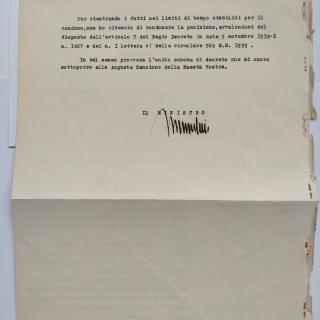 Pur rientrando i fatti nei limiti di tempo stabiliti per il
condono, non ho ritenuto di condonare la punizione, avvalendomi del
disposto dell'articolo 7 del Regio Decreto in data 5 novembre 1932-X
n. 1467 e del n. I lettera c) della circolare 569 G.M. 1932 .
In tal senso provvede l'unito schema di decreto che mi onoro
sottoporre alla Augusta Sanzione della Maestà Vostra.
IL MINISTRO